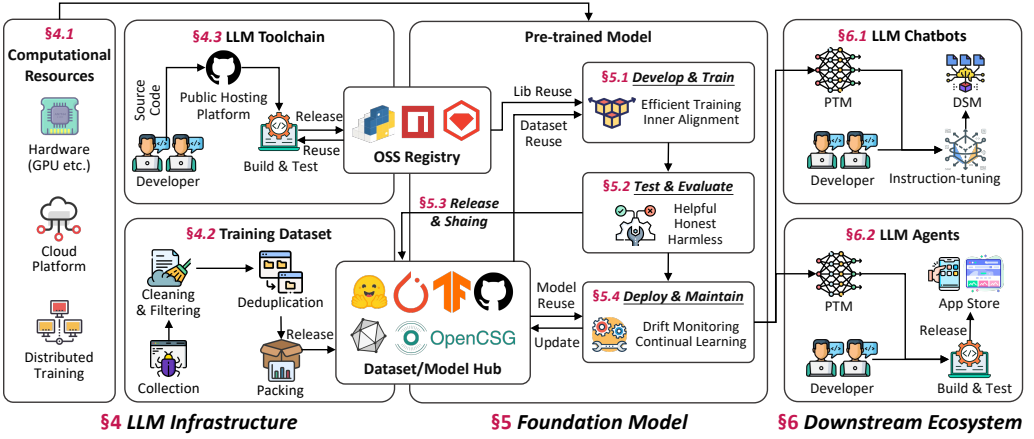 §4.1
Computational
Resources
Hardware
(GPU etc.)
Cloud
Platform
Distributed
Training
§4.3 LLM Toolchain
Source
Code
Public Hosting
Platform
Developer
Build & Test
Release
Reuse
OSS Registry
§4.2 Training Dataset
Cleaning
& Filtering
Deduplication
Collection
Packing
Release
OpenCSG
Dataset/Model Hub
Pre-trained Model
Lib Reuse
Dataset
Reuse
§5.1 Develop & Train
Efficient Training
Inner Alignment
§5.2 Test & Evaluate
Helpful
Honest
Harmless
§5.3 Release
& Shaing
Model
Reuse
Update
§5.4 Deploy & Maintain
Drift Monitoring
Continual Learning
§6.1 LLM Chatbots
PTM
DSM
Developer
Instruction-tuning
§6.2 LLM Agents
PTM
App Store
Release
Developer
Build & Test
§4 LLM Infrastructure
§5 Foundation Model
§6 Downstream Ecosystem